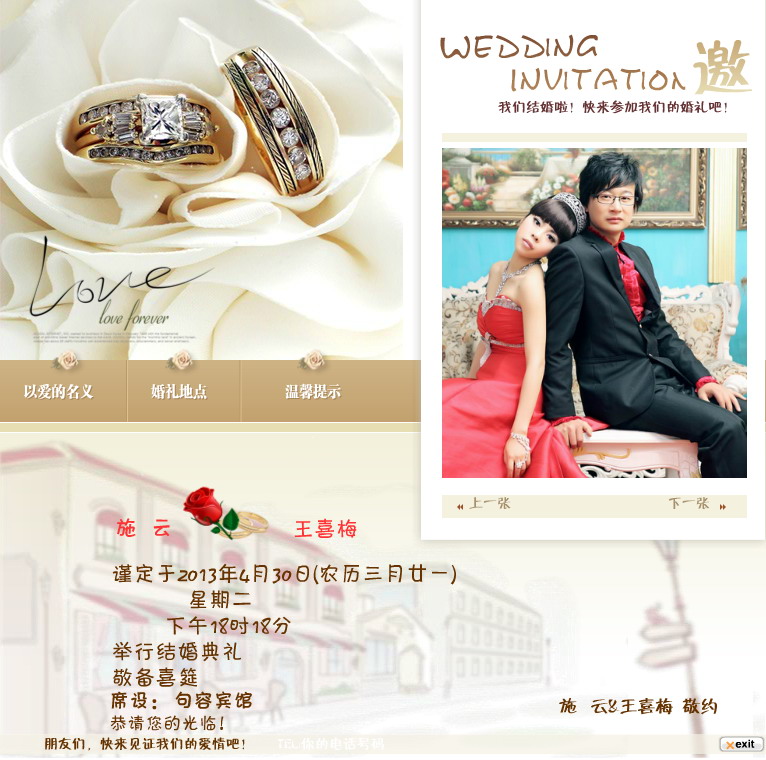 WEDDING
INVITATION 邀
我们结婚啦！快来参加我们的婚礼吧！
Love
love forever
以爱的名义 婚礼地点 温馨提示
上一张 下一张
施 云 王喜梅
谨定于2013年4月30日(农历三月廿一)
星期二
下午18时18分
举行结婚典礼
敬备喜筵
席设：句容宾馆
恭请您的光临！
施 云&王喜梅 敬约
朋友们，快来见证我们的爱情吧！ TEL:你的电话号码
exit